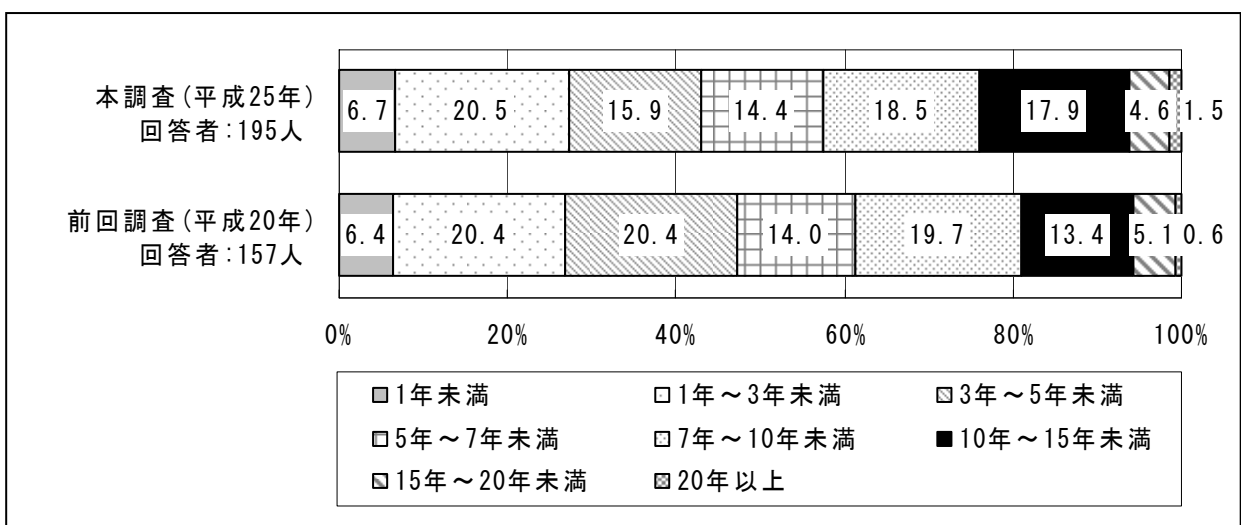 本調査(平成25年)
回答者:195人
6.7 20.5 15.9 14.4 18.5 17.9 4.6 1.5
前回調査(平成20年)
回答者:157人
6.4 20.4 20.4 14.0 19.7 13.4 5.1 0.6
0% 20% 40% 60% 80% 100%
1年未満 1年～3年未満 3年～5年未満
5年～7年未満 7年～10年未満 10年～15年未満
15年～20年未満 20年以上